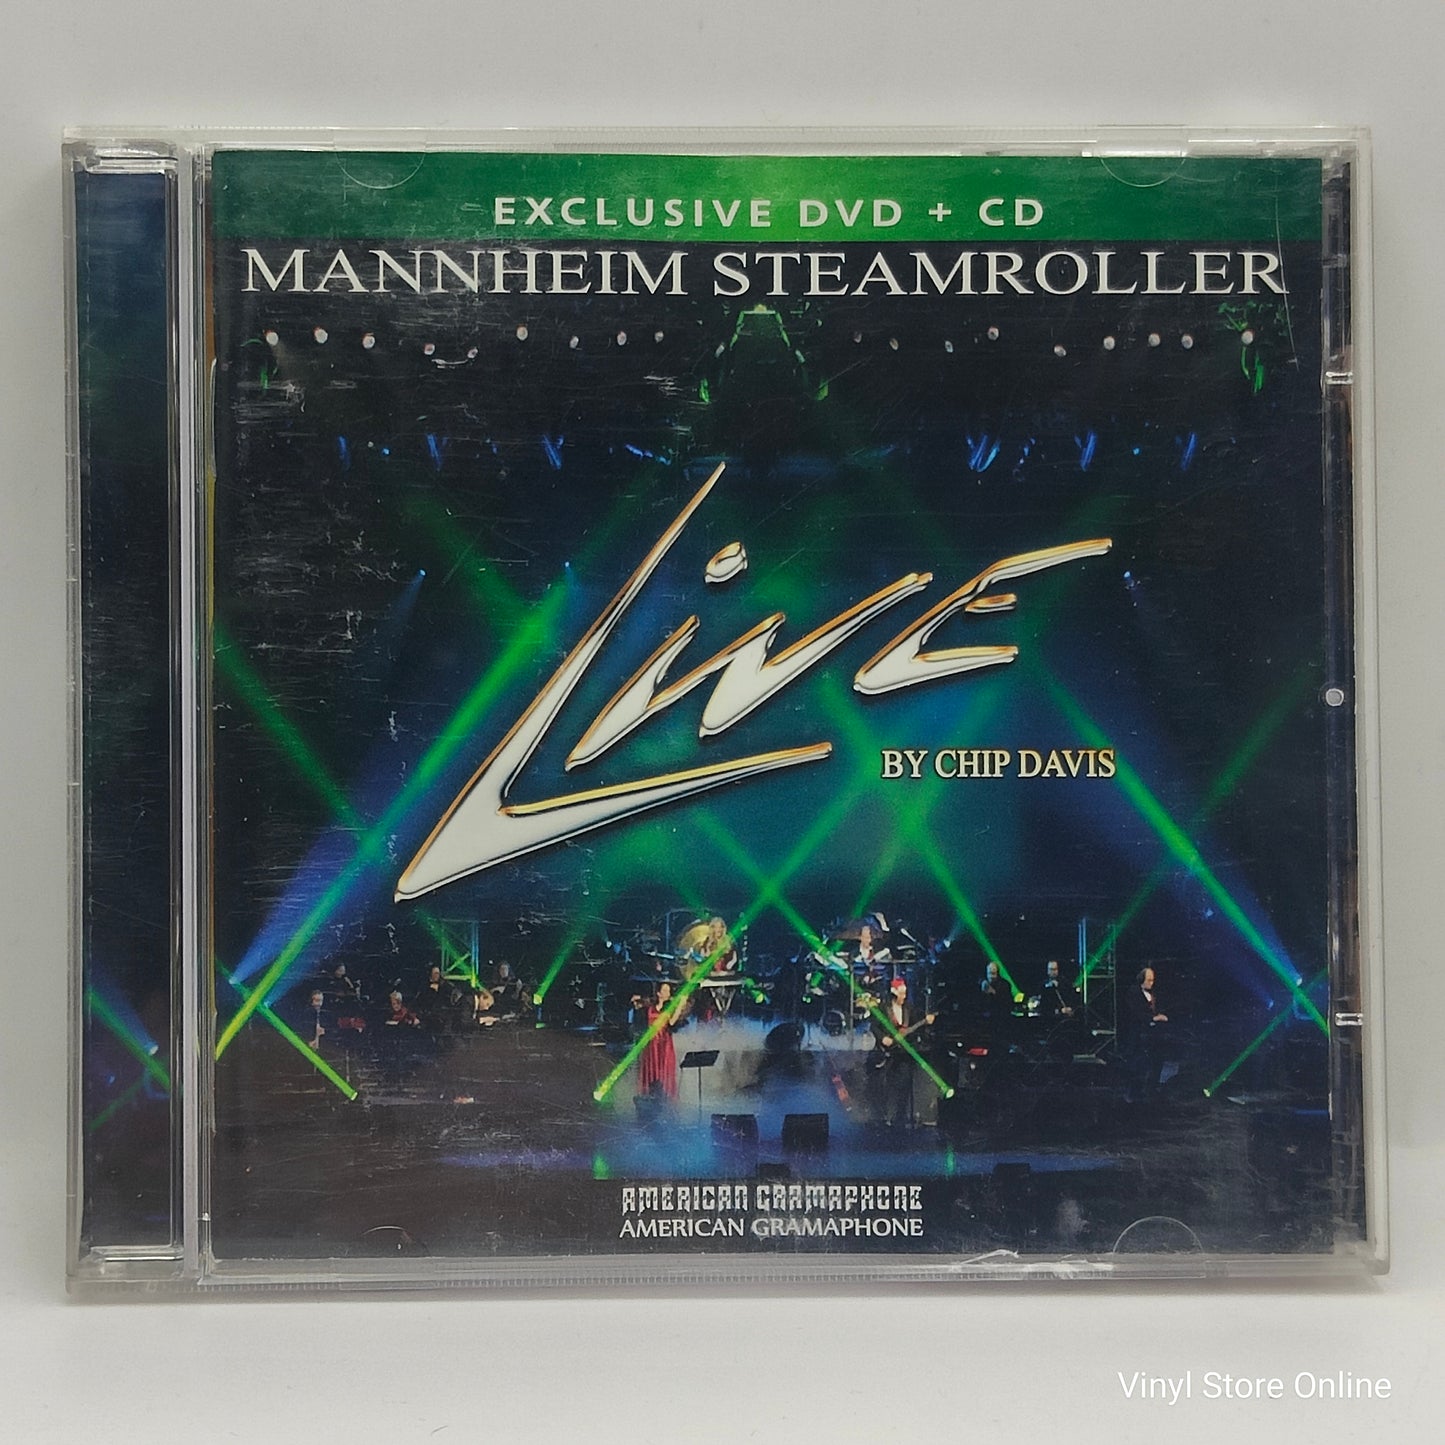 EXCLUSIVE DVD + CD
MANNHEIM STEAMROLLER
LIVE
BY CHIP DAVIS
AMERICAN GRAMAPHONE
AMERICAN GRAMAPHONE
Vinyl Store Online